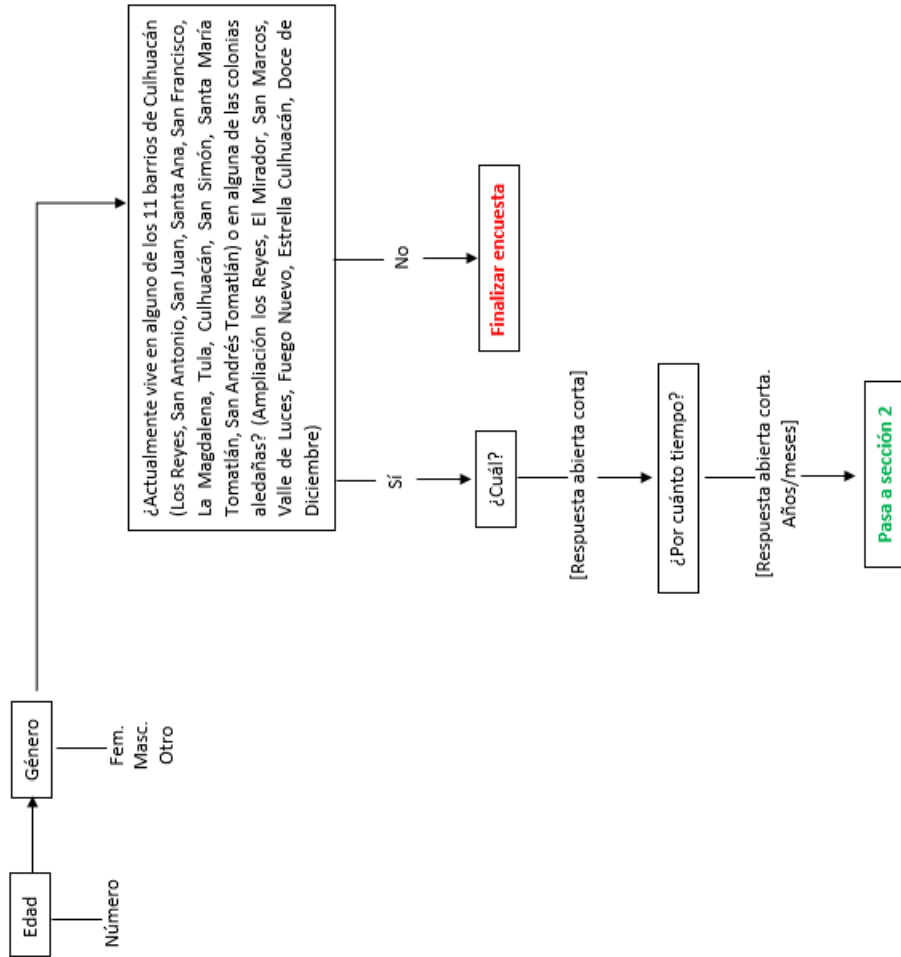 Edad
Número
Género
Fem.
Masc.
Otro
¿Actualmente vive en alguno de los 11 barrios de Culhuacán
(Los Reyes, San Antonio, San Juan, Santa Ana, San Francisco,
La Magdalena, Tula, Culhuacán, San Simón, Santa María
Tomatlán, San Andrés Tomatlán) o en alguna de las colonias
aledañas? (Ampliación los Reyes, El Mirador, San Marcos,
Valle de Luces, Fuego Nuevo, Estrella Culhuacán, Doce de
Diciembre)
Sí
No
¿Cuál?
Finalizar encuesta
[Respuesta abierta corta]
¿Por cuánto tiempo?
[Respuesta abierta corta.
Años/meses]
Pasa a sección 2